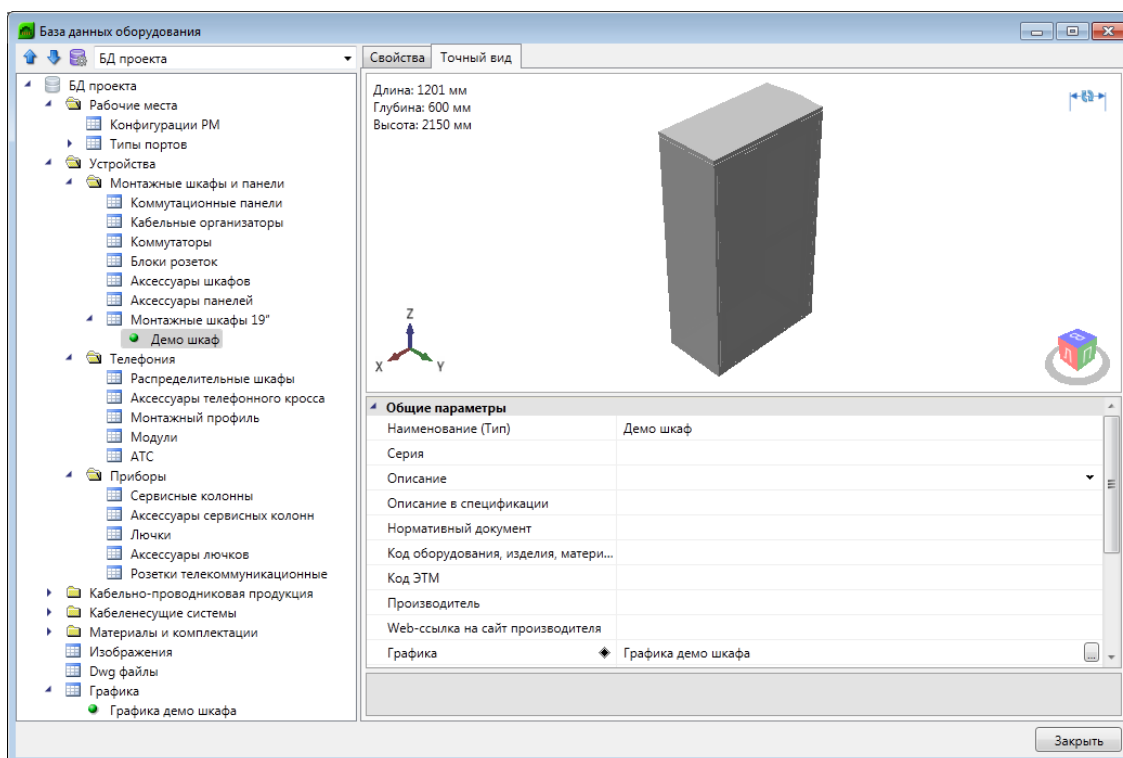 База данных оборудования
БД проекта
БД проекта
Рабочие места
Конфигурации РМ
Типы портов
Устройства
Монтажные шкафы и панели
Коммутационные панели
Кабельные организаторы
Коммутаторы
Блоки розеток
Аксессуары шкафов
Аксессуары панелей
Монтажные шкафы 19"
Демо шкаф
Телефония
Распределительные шкафы
Аксессуары телефонного кросса
Монтажный профиль
Модули
АТС
Приборы
Сервисные колонны
Аксессуары сервисных колонн
Лючки
Аксессуары лючков
Розетки телекоммуникационные
Кабельно-проводниковая продукция
Кабеленесущие системы
Материалы и комплектации
Изображения
Dwg файлы
Графика
Графика демо шкафа
Свойства Точный вид
Длина: 1201 мм
Глубина: 600 мм
Высота: 2150 мм
Z
X Y
В
Л П
Общие параметры
Наименование (Тип) Демо шкаф
Серия
Описание
Описание в спецификации
Нормативный документ
Код оборудования, изделия, матери...
Код ЭТМ
Производитель
Web-ссылка на сайт производителя
Графика Графика демо шкафа ...
Закрыть